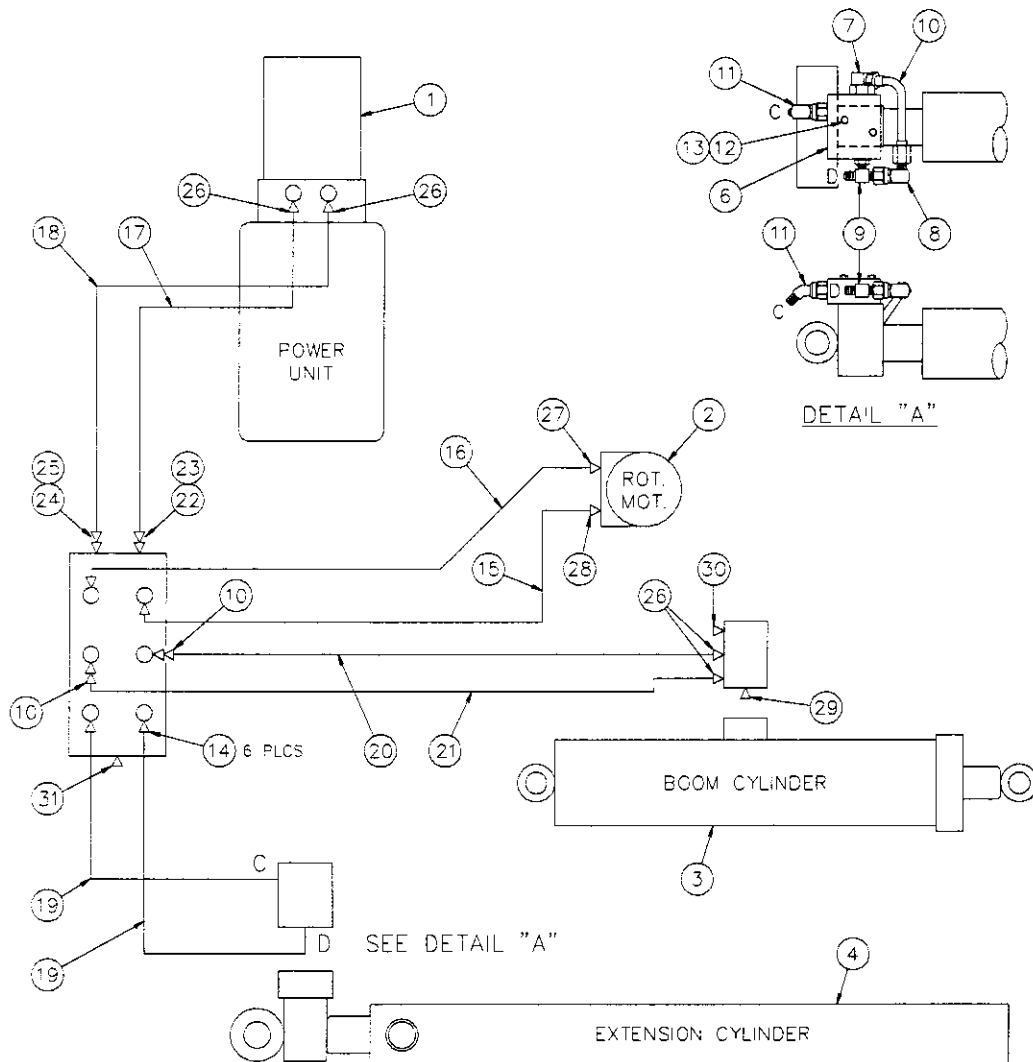 7
10
11
1
C
13
12
26
26
D
6
18
17
9
8
11
D
C
POWER
UNIT
DETAIL "A"
27
2
16
25
23
ROT.
MOT.
24
22
15
28
30
10
26
10
29
14 6 PLCS
20
21
31
BOOM CYLINDER
C
3
19
D SEE DETAIL "A"
19
4
EXTENSION CYLINDER